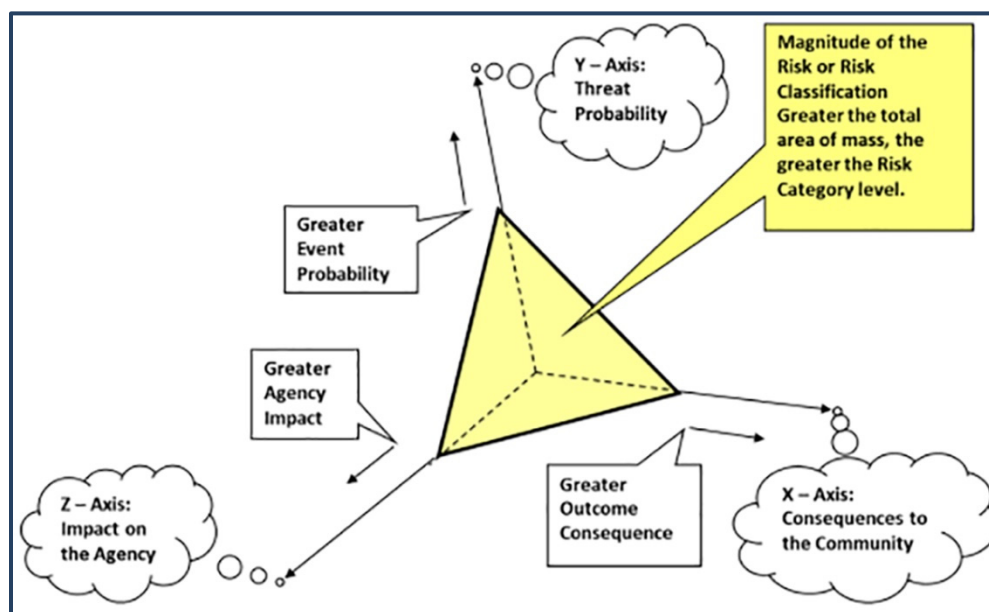 Y – Axis:
Threat
Probability
Magnitude of the
Risk or Risk
Classification
Greater the total
area of mass, the
greater the Risk
Category level.
Greater
Event
Probability
Greater
Agency
Impact
Z – Axis:
Impact on
the Agency
Greater
Outcome
Consequence
X – Axis:
Consequences to
the Community